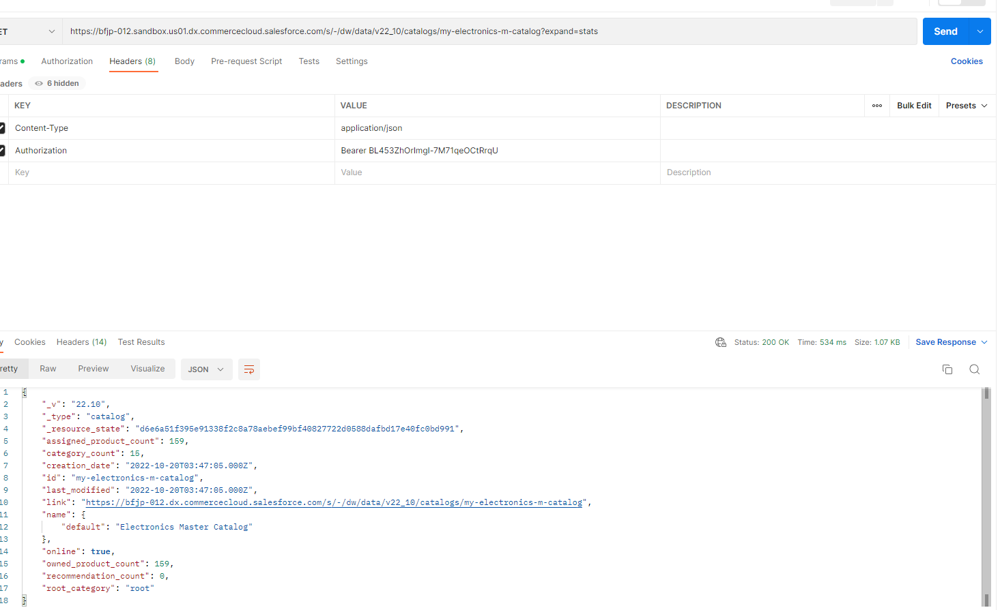 ET https://bfjp-012.sandbox.us01.dx.commercecloud.salesforce.com/s/-/dw/data/v22_10/catalogs/my-electronics-m-catalog?expand=stats Send
rams Authorization Headers (8) Body Pre-request Script Tests Settings Cookies
aders 6 hidden
KEY VALUE DESCRIPTION Bulk Edit Presets
Content-Type application/json
Authorization Bearer BL453ZhOrImgI-7M71qeOCtRrqU
Key Value Description
y Cookies Headers (14) Test Results Status: 200 OK Time: 534 ms Size: 1.07 KB Save Response
retty Raw Preview Visualize JSON
1 {
2 "_v": "22.10",
3 "_type": "catalog",
4 "_resource_state": "d6e6a51f395e91338f2c8a78aebef99bf40827722d0588dafbd17e40fc0bd991",
5 "assigned_product_count": 159,
6 "category_count": 15,
7 "creation_date": "2022-10-20T03:47:05.000Z",
8 "id": "my-electronics-m-catalog",
9 "last_modified": "2022-10-20T03:47:05.000Z",
10 "link": "https://bfjp-012.dx.commercecloud.salesforce.com/s/-/dw/data/v22_10/catalogs/my-electronics-m-catalog",
11 "name": {
12 "default": "Electronics Master Catalog"
13 },
14 "online": true,
15 "owned_product_count": 159,
16 "recommendation_count": 0,
17 "root_category": "root"
18 }